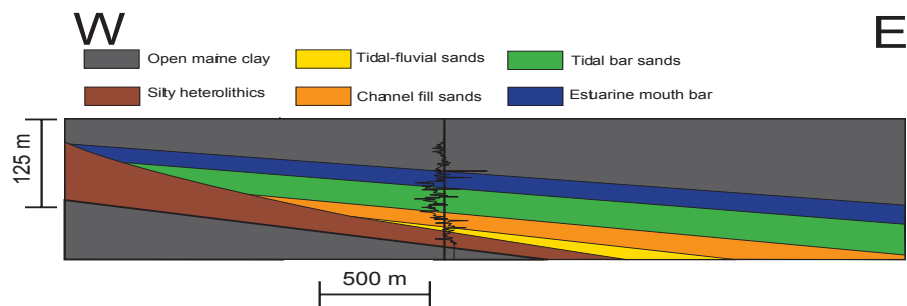 W E
Open maine clay Tidal-fluvial sands Tidal bar sands
Silty heterolithics Channel fill sands Estuarine mouth bar
125 m
500 m